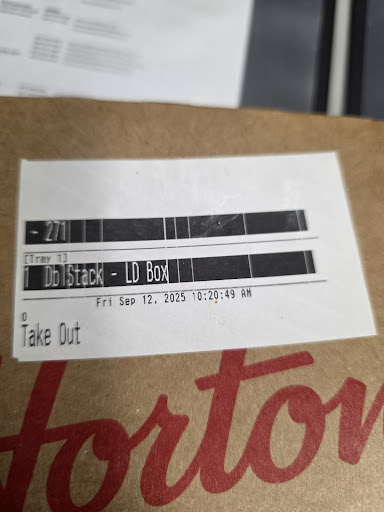 - 271
[Tray 1]
1 DblStack - LD Box
Fri Sep 12, 2025 10:20:49 AM
0
Take Out
Horton